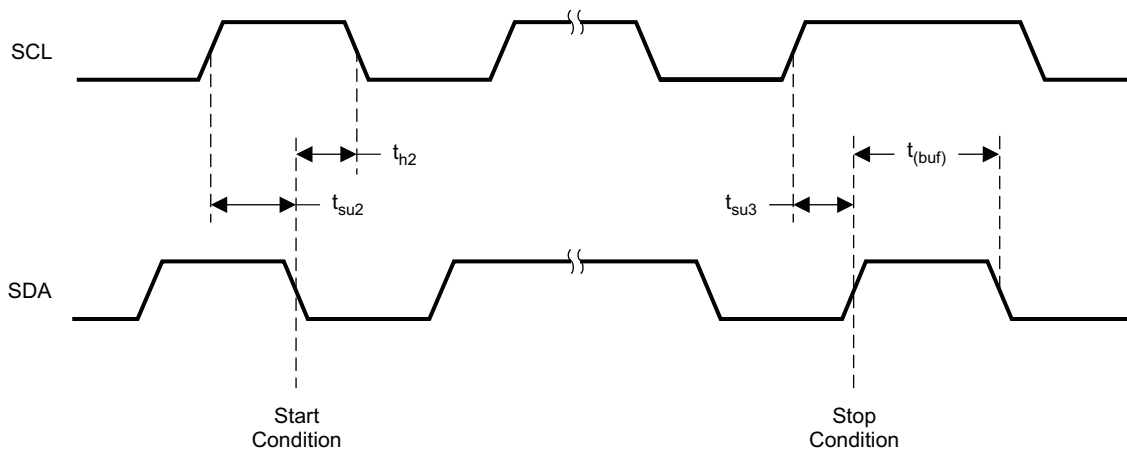 SCL
t_h2
t_(buf)
t_su2
t_su3
SDA
Start
Condition
Stop
Condition